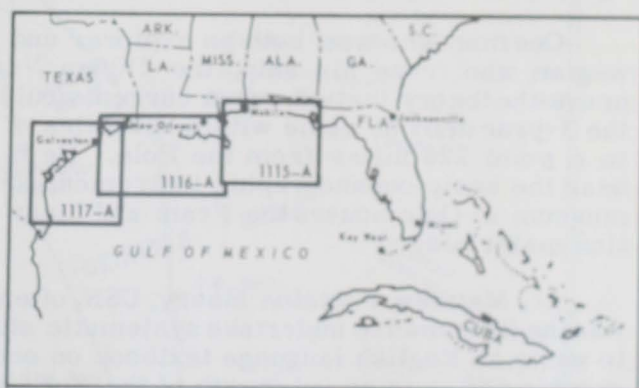 ARK.
S.C.
TEXAS
LA.
MISS.
ALA.
GA.
Mobile
FLA.
Jacksonville
New Orleans
Galveston
1115-A
1116-A
1117-A
GULF OF MEXICO
Key West
Miami
CUBA